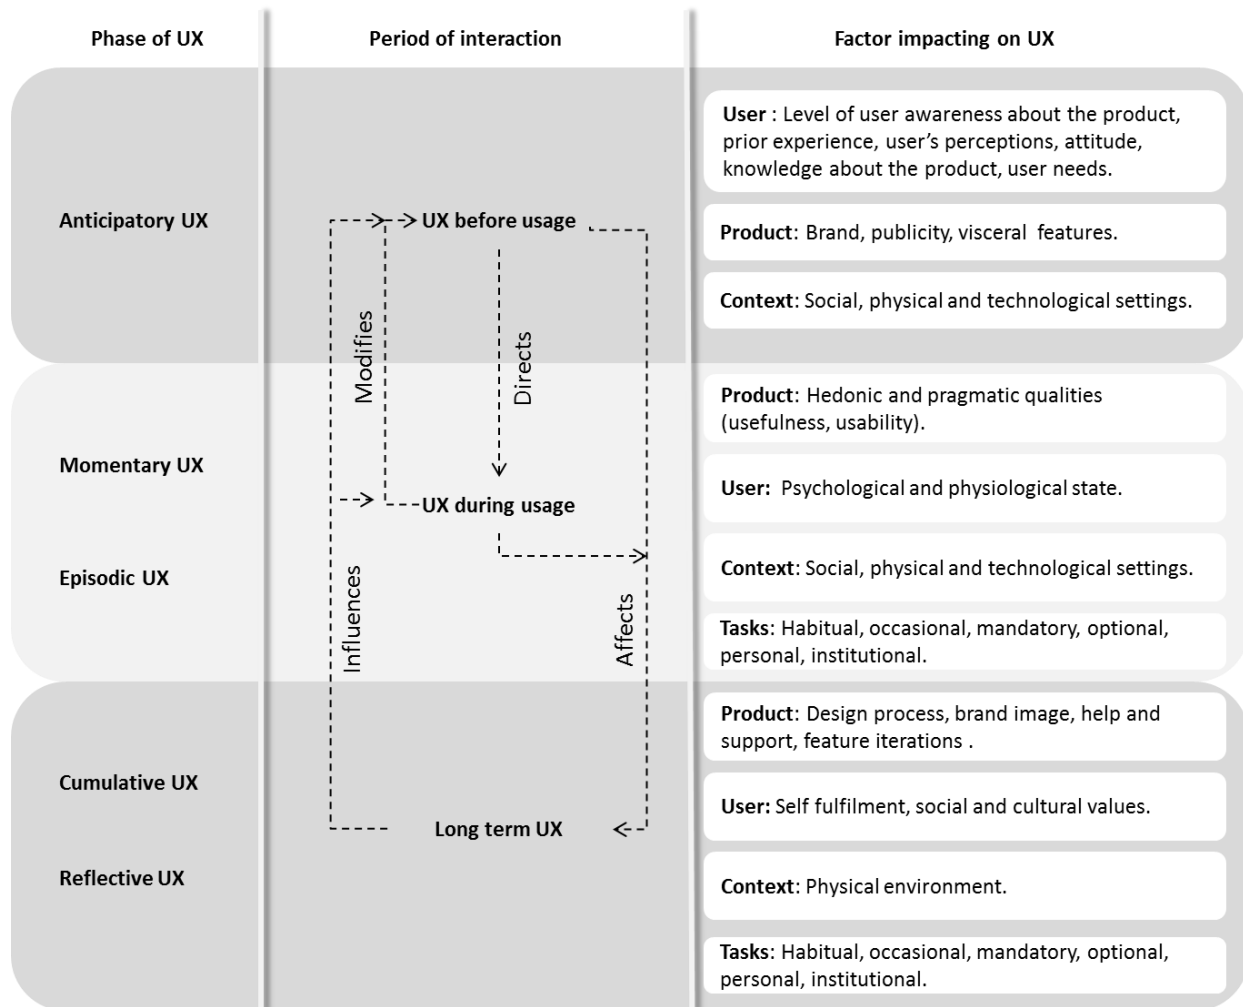 Phase of UX
Period of interaction
Factor impacting on UX
Anticipatory UX
UX before usage
Modifies
Directs
User : Level of user awareness about the product,
prior experience, user’s perceptions, attitude,
knowledge about the product, user needs.
Product: Brand, publicity, visceral features.
Context: Social, physical and technological settings.
Momentary UX
Episodic UX
UX during usage
Influences
Affects
Product: Hedonic and pragmatic qualities
(usefulness, usability).
User: Psychological and physiological state.
Context: Social, physical and technological settings.
Tasks: Habitual, occasional, mandatory, optional,
personal, institutional.
Cumulative UX
Reflective UX
Long term UX
Product: Design process, brand image, help and
support, feature iterations .
User: Self fulfilment, social and cultural values.
Context: Physical environment.
Tasks: Habitual, occasional, mandatory, optional,
personal, institutional.